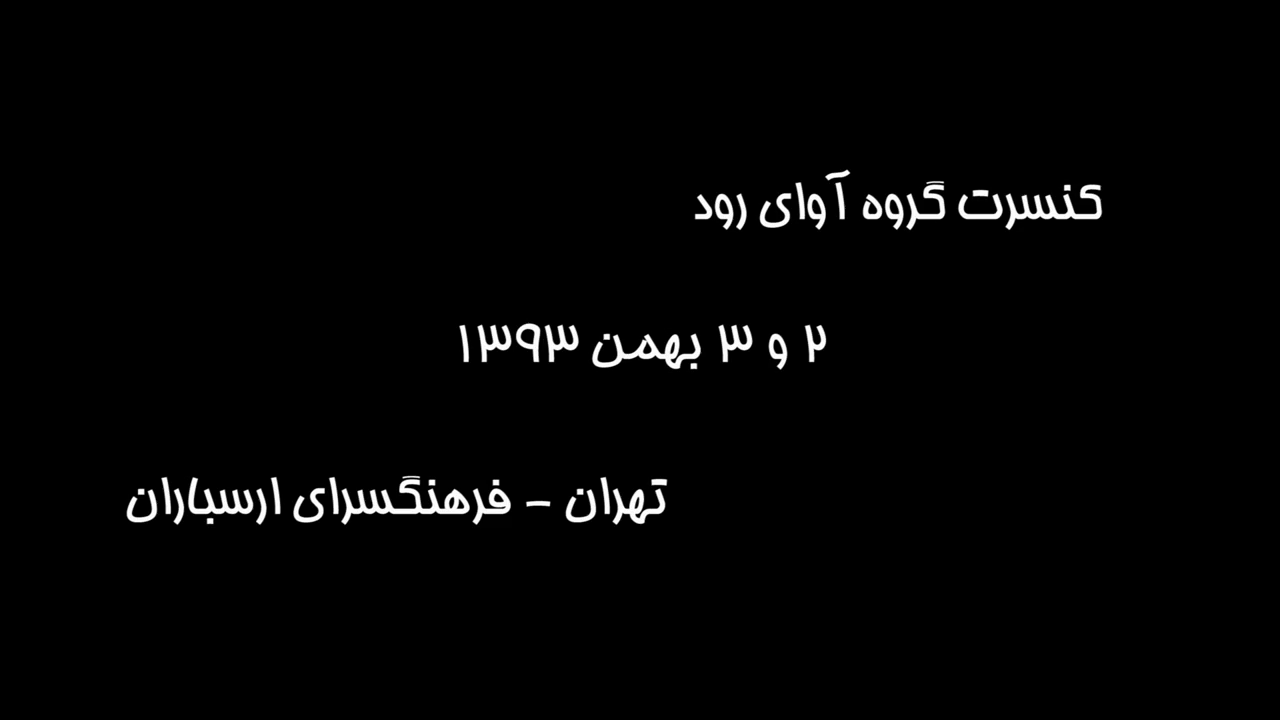 کنسرت گروه آوای رود
۲ و ۳ بهمن ۱۳۹۳
تهران - فرهنگسرای ارسباران